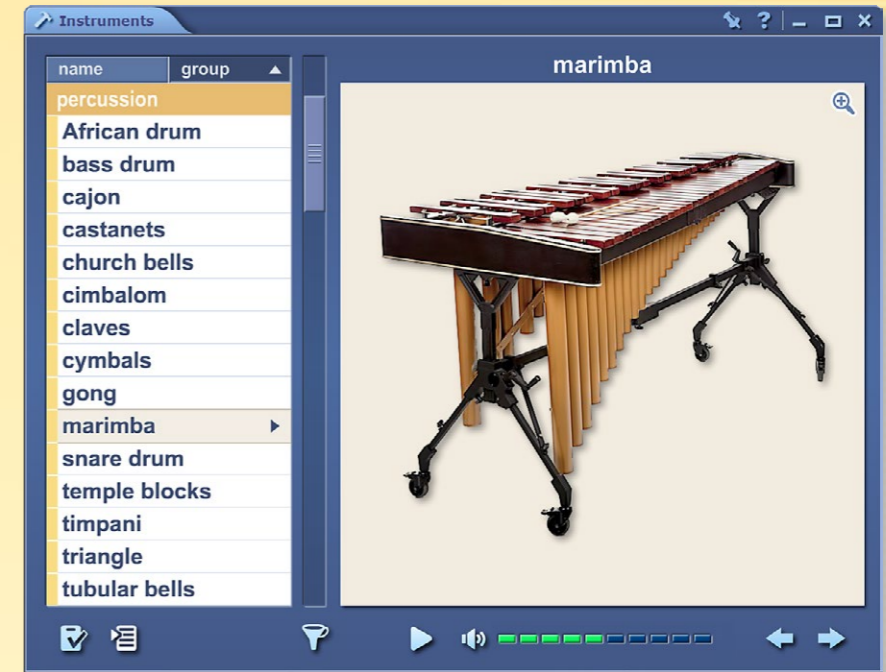 Instruments
?
name group
marimba
percussion
African drum
bass drum
cajon
castanets
church bells
cimbalom
claves
cymbals
gong
marimba
snare drum
temple blocks
timpani
triangle
tubular bells